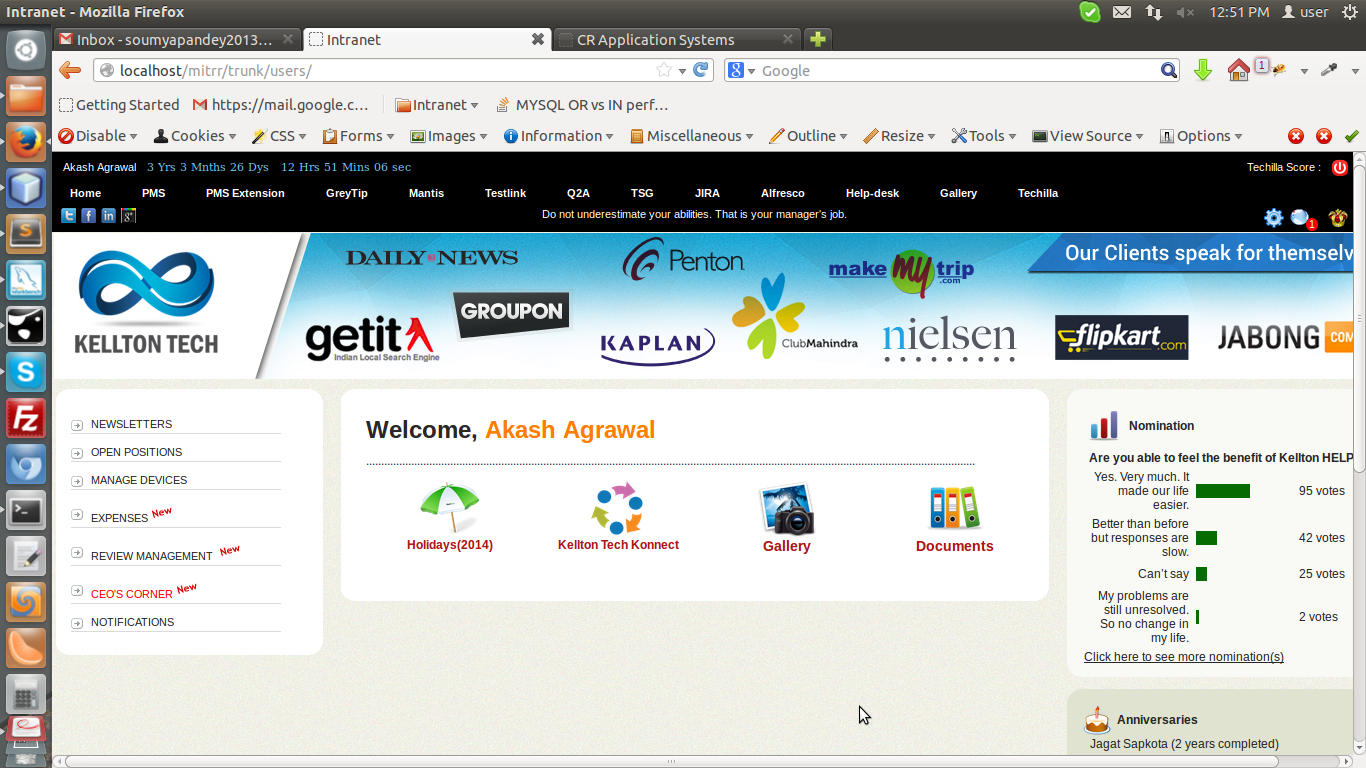 Intranet - Mozilla Firefox
12:51 PM user
Inbox - soumyapandey2013... Intranet CR Application Systems
localhost/mitrr/trunk/users/ Google 1
Getting Started https://mail.google.c... Intranet MYSQL OR vs IN perf...
Disable Cookies CSS Forms Images Information Miscellaneous Outline Resize Tools View Source Options
Akash Agrawal 3 Yrs 3 Mnths 26 Dys 12 Hrs 51 Mins 06 sec Techilla Score :
Home PMS PMS Extension GreyTip Mantis Testlink Q2A TSG JIRA Alfresco Help-desk Gallery Techilla
Do not underestimate your abilities. That is your manager's job.
1
KELLTON TECH
DAILY NEWS
Penton
make my trip .com
Our Clients speak for themselv
getit
Indian Local Search Engine
GROUPON
KAPLAN
ClubMahindra
nielsen
flipkart.com
JABONG COM
NEWSLETTERS
OPEN POSITIONS
MANAGE DEVICES
EXPENSES New
REVIEW MANAGEMENT New
CEO'S CORNER New
NOTIFICATIONS
Welcome, Akash Agrawal
Holidays(2014) Kellton Tech Konnect Gallery Documents
Nomination
Are you able to feel the benefit of Kellton HELP
Yes. Very much. It
made our life
easier.
95 votes
Better than before
but responses are
slow.
42 votes
Can't say 25 votes
My problems are
still unresolved.
So no change in
my life.
2 votes
Click here to see more nomination(s)
Anniversaries
Jagat Sapkota (2 years completed)